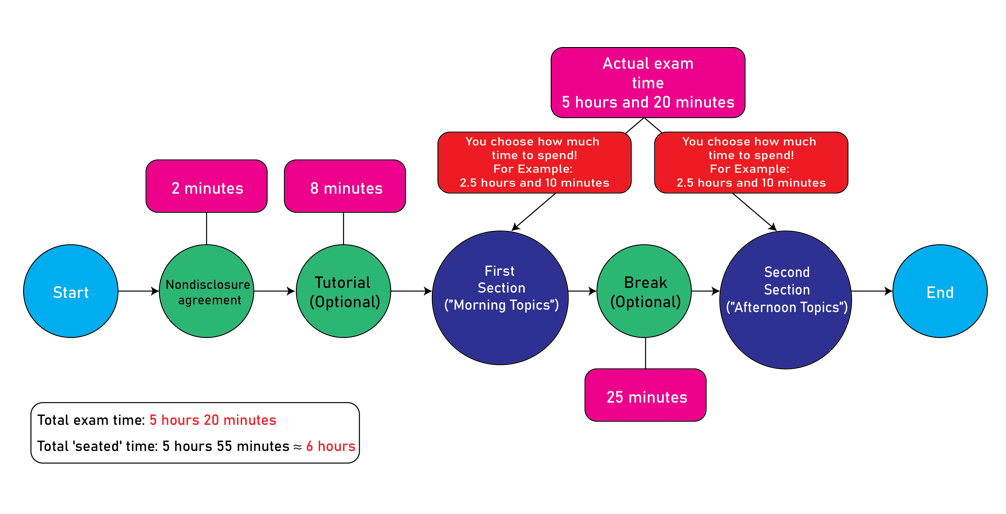 Actual exam
time
5 hours and 20 minutes
You choose how much
time to spend!
For Example:
2.5 hours and 10 minutes
You choose how much
time to spend!
For Example:
2.5 hours and 10 minutes
2 minutes
8 minutes
Start
Nondisclosure
agreement
Tutorial
(Optional)
First
Section
("Morning Topics")
Break
(Optional)
Second
Section
("Afternoon Topics")
End
25 minutes
Total exam time: 5 hours 20 minutes
Total 'seated' time: 5 hours 55 minutes ≈ 6 hours